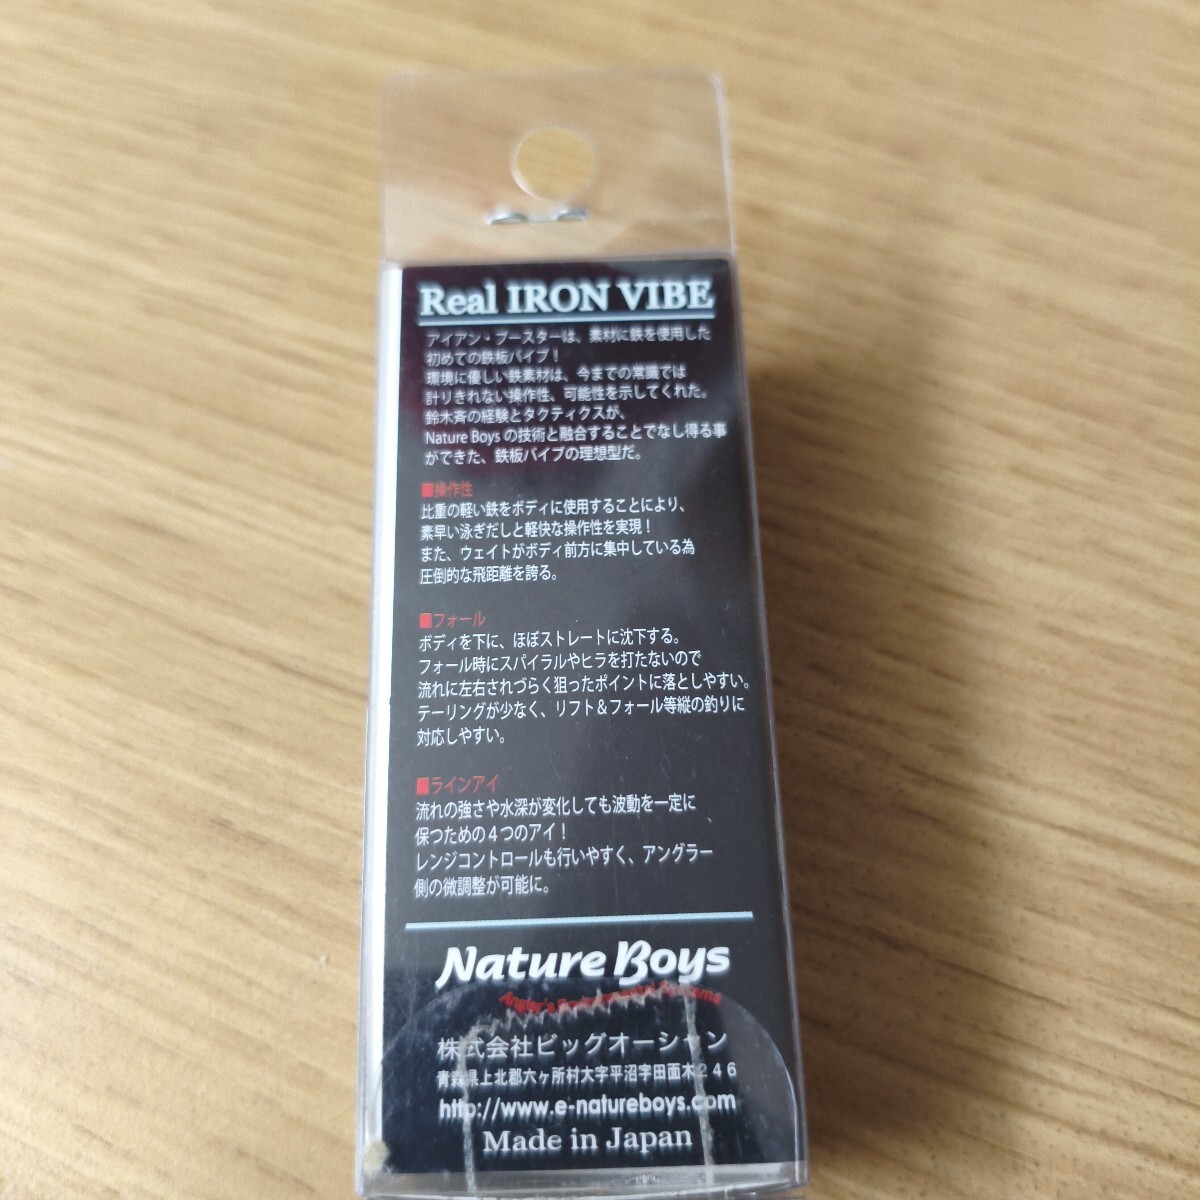 Real IRON VIBE
アイアン・ブースターは、素材に鉄を使用した
初めての鉄板バイブ!
環境に優しい鉄素材は、今までの常識では
計りきれない操作性、可能性を示してくれた。
鈴木斉の経験とタクティクスが、
Nature Boys の技術と融合することでなし得る事
ができた、鉄板バイブの理想型だ。
■操作性
比重の軽い鉄をボディに使用することにより、
素早い泳ぎだしと軽快な操作性を実現!
また、ウェイトがボディ前方に集中している為
圧倒的な飛距離を誇る。
■フォール
ボディを下に、ほぼストレートに沈下する。
フォール時にスパイラルやヒラを打たないので
流れに左右されづらく狙ったポイントに落としやすい。
テーリングが少なく、リフト＆フォール等縦の釣りに
対応しやすい。
■ラインアイ
流れの強さや水深が変化しても波動を一定に
保つための４つのアイ!
レンジコントロールも行いやすく、アングラー
側の微調整が可能に。
Nature Boys
Angler's Environmental Systems
株式会社ビッグオーシャン
青森県上北郡六ヶ所村大字平沼字田面木２４６
http://www.e-natureboys.com
Made in Japan